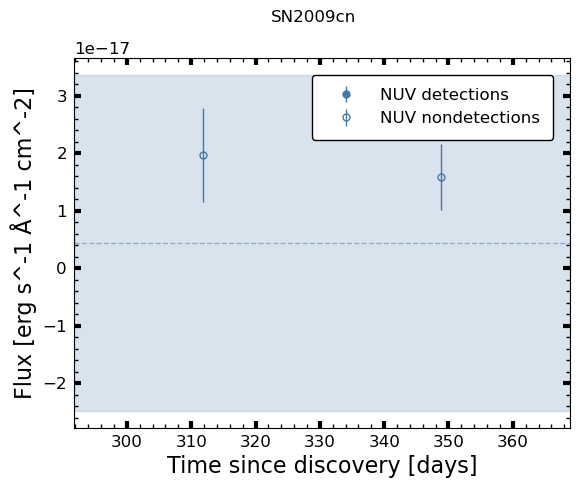 SN2009cn
1e−17
NUV detections
NUV nondetections
3
2
1
0
−1
−2
Flux [erg s^-1 Å^-1 cm^-2]
300 310 320 330 340 350 360
Time since discovery [days]